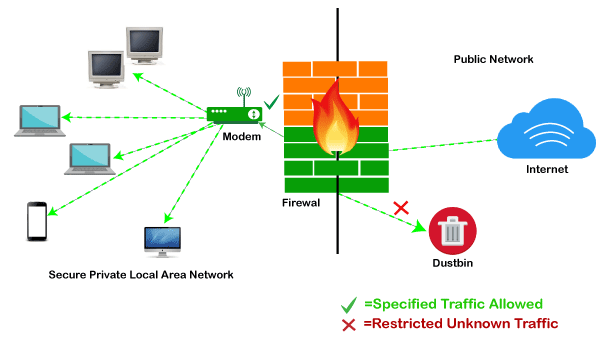 Public Network
Modem
Internet
Firewal
Dustbin
Secure Private Local Area Network
=Specified Traffic Allowed
=Restricted Unknown Traffic